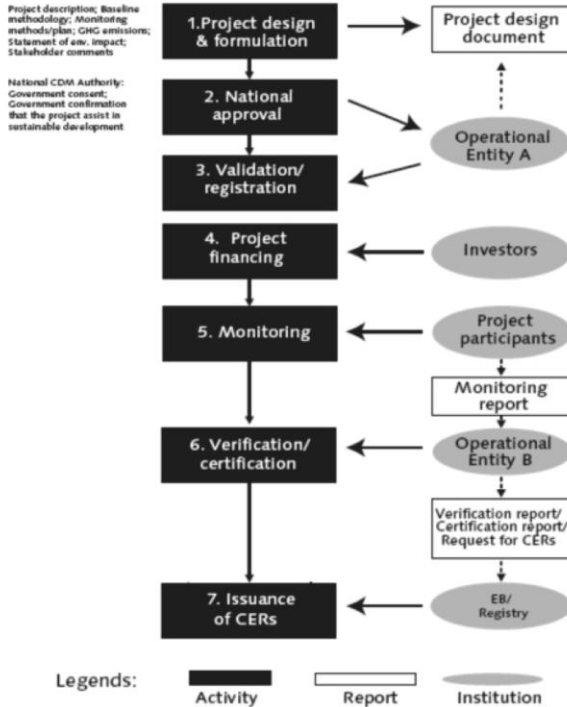 Project description; Baseline
methodology; Monitoring
methods/plan; GHG emissions;
Statement of env. impact;
Stakeholder comments
1.Project design
& formulation
Project design
document
National CDM Authority:
Government consent;
Government confirmation
that the project assist in
sustainable development
2. National
approval
Operational
Entity A
3. Validation/
registration
4. Project
financing
Investors
5. Monitoring
Project
participants
Monitoring
report
6. Verification/
certification
Operational
Entity B
Verification report/
Certification report/
Request for CERs
7. Issuance
of CERs
EB/
Registry
Legends:
Activity
Report
Institution